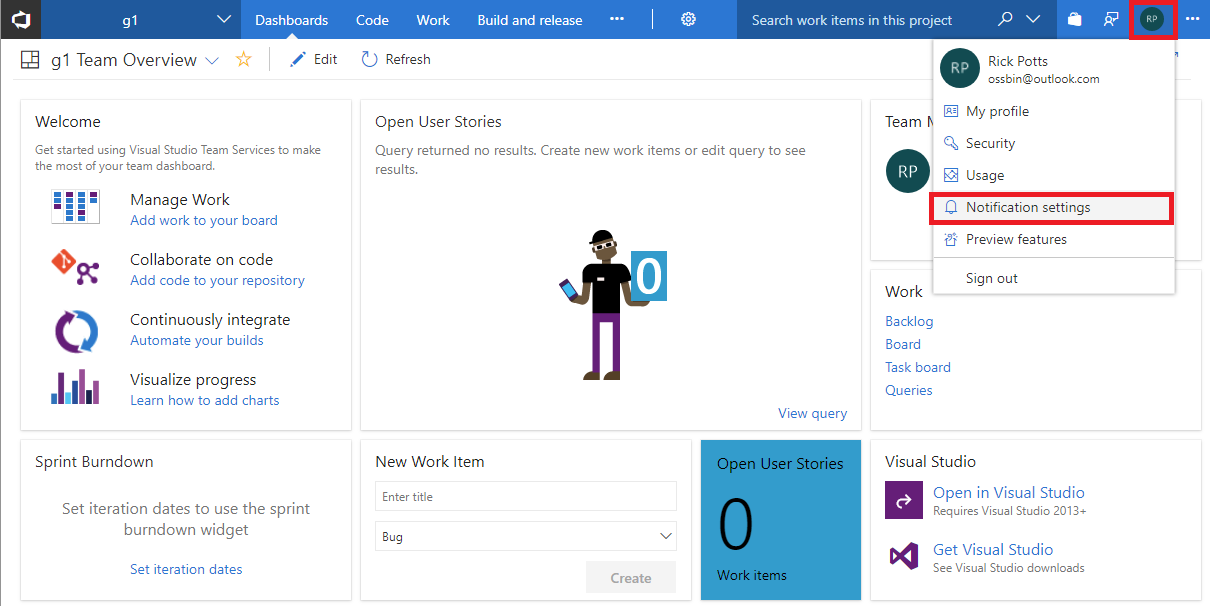 g1
Dashboards
Code
Work
Build and release
Search work items in this project
RP
g1 Team Overview
Edit
Refresh
RP
Rick Potts
ossbin@outlook.com
My profile
Security
Usage
Notification settings
Preview features
Sign out
Welcome
Get started using Visual Studio Team Services to make
the most of your team dashboard.
Manage Work
Add work to your board
Collaborate on code
Add code to your repository
Continuously integrate
Automate your builds
Visualize progress
Learn how to add charts
Open User Stories
Query returned no results. Create new work items or edit query to see
results.
0
View query
Team M
RP
Work
Backlog
Board
Task board
Queries
Sprint Burndown
Set iteration dates to use the sprint
burndown widget
Set iteration dates
New Work Item
Enter title
Bug
Create
Open User Stories
0
Work items
Visual Studio
Open in Visual Studio
Requires Visual Studio 2013+
Get Visual Studio
See Visual Studio downloads